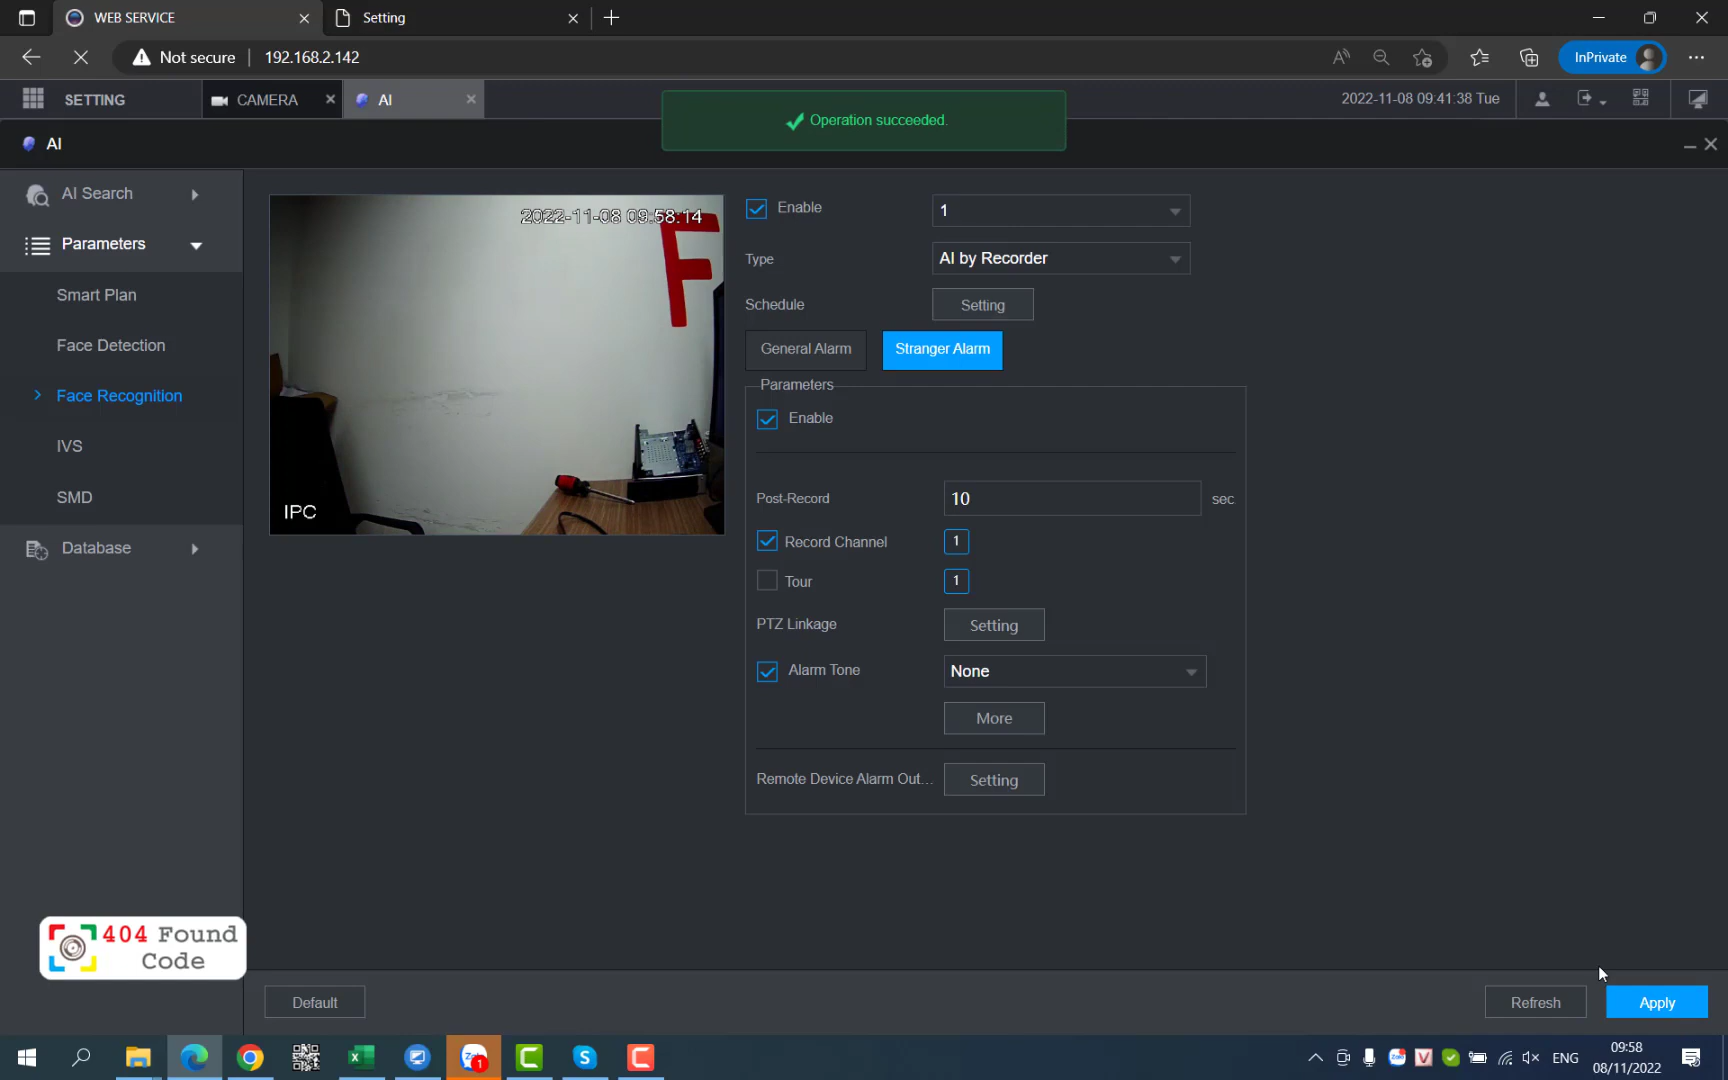 WEB SERVICE
Setting
Not secure
192.168.2.142
InPrivate
SETTING
CAMERA
AI
2022-11-08 09:41:38 Tue
Operation succeeded.
AI
AI Search
Parameters
Smart Plan
Face Detection
Face Recognition
IVS
SMD
Database
2022-11-08 09:58:14
F
IPC
Enable
1
Type
AI by Recorder
Schedule
Setting
General Alarm
Stranger Alarm
Parameters
Enable
Post-Record
10
sec
Record Channel
1
Tour
1
PTZ Linkage
Setting
Alarm Tone
None
More
Remote Device Alarm Out...
Setting
404 Found
Code
Default
Refresh
Apply
1
ENG
09:58
08/11/2022